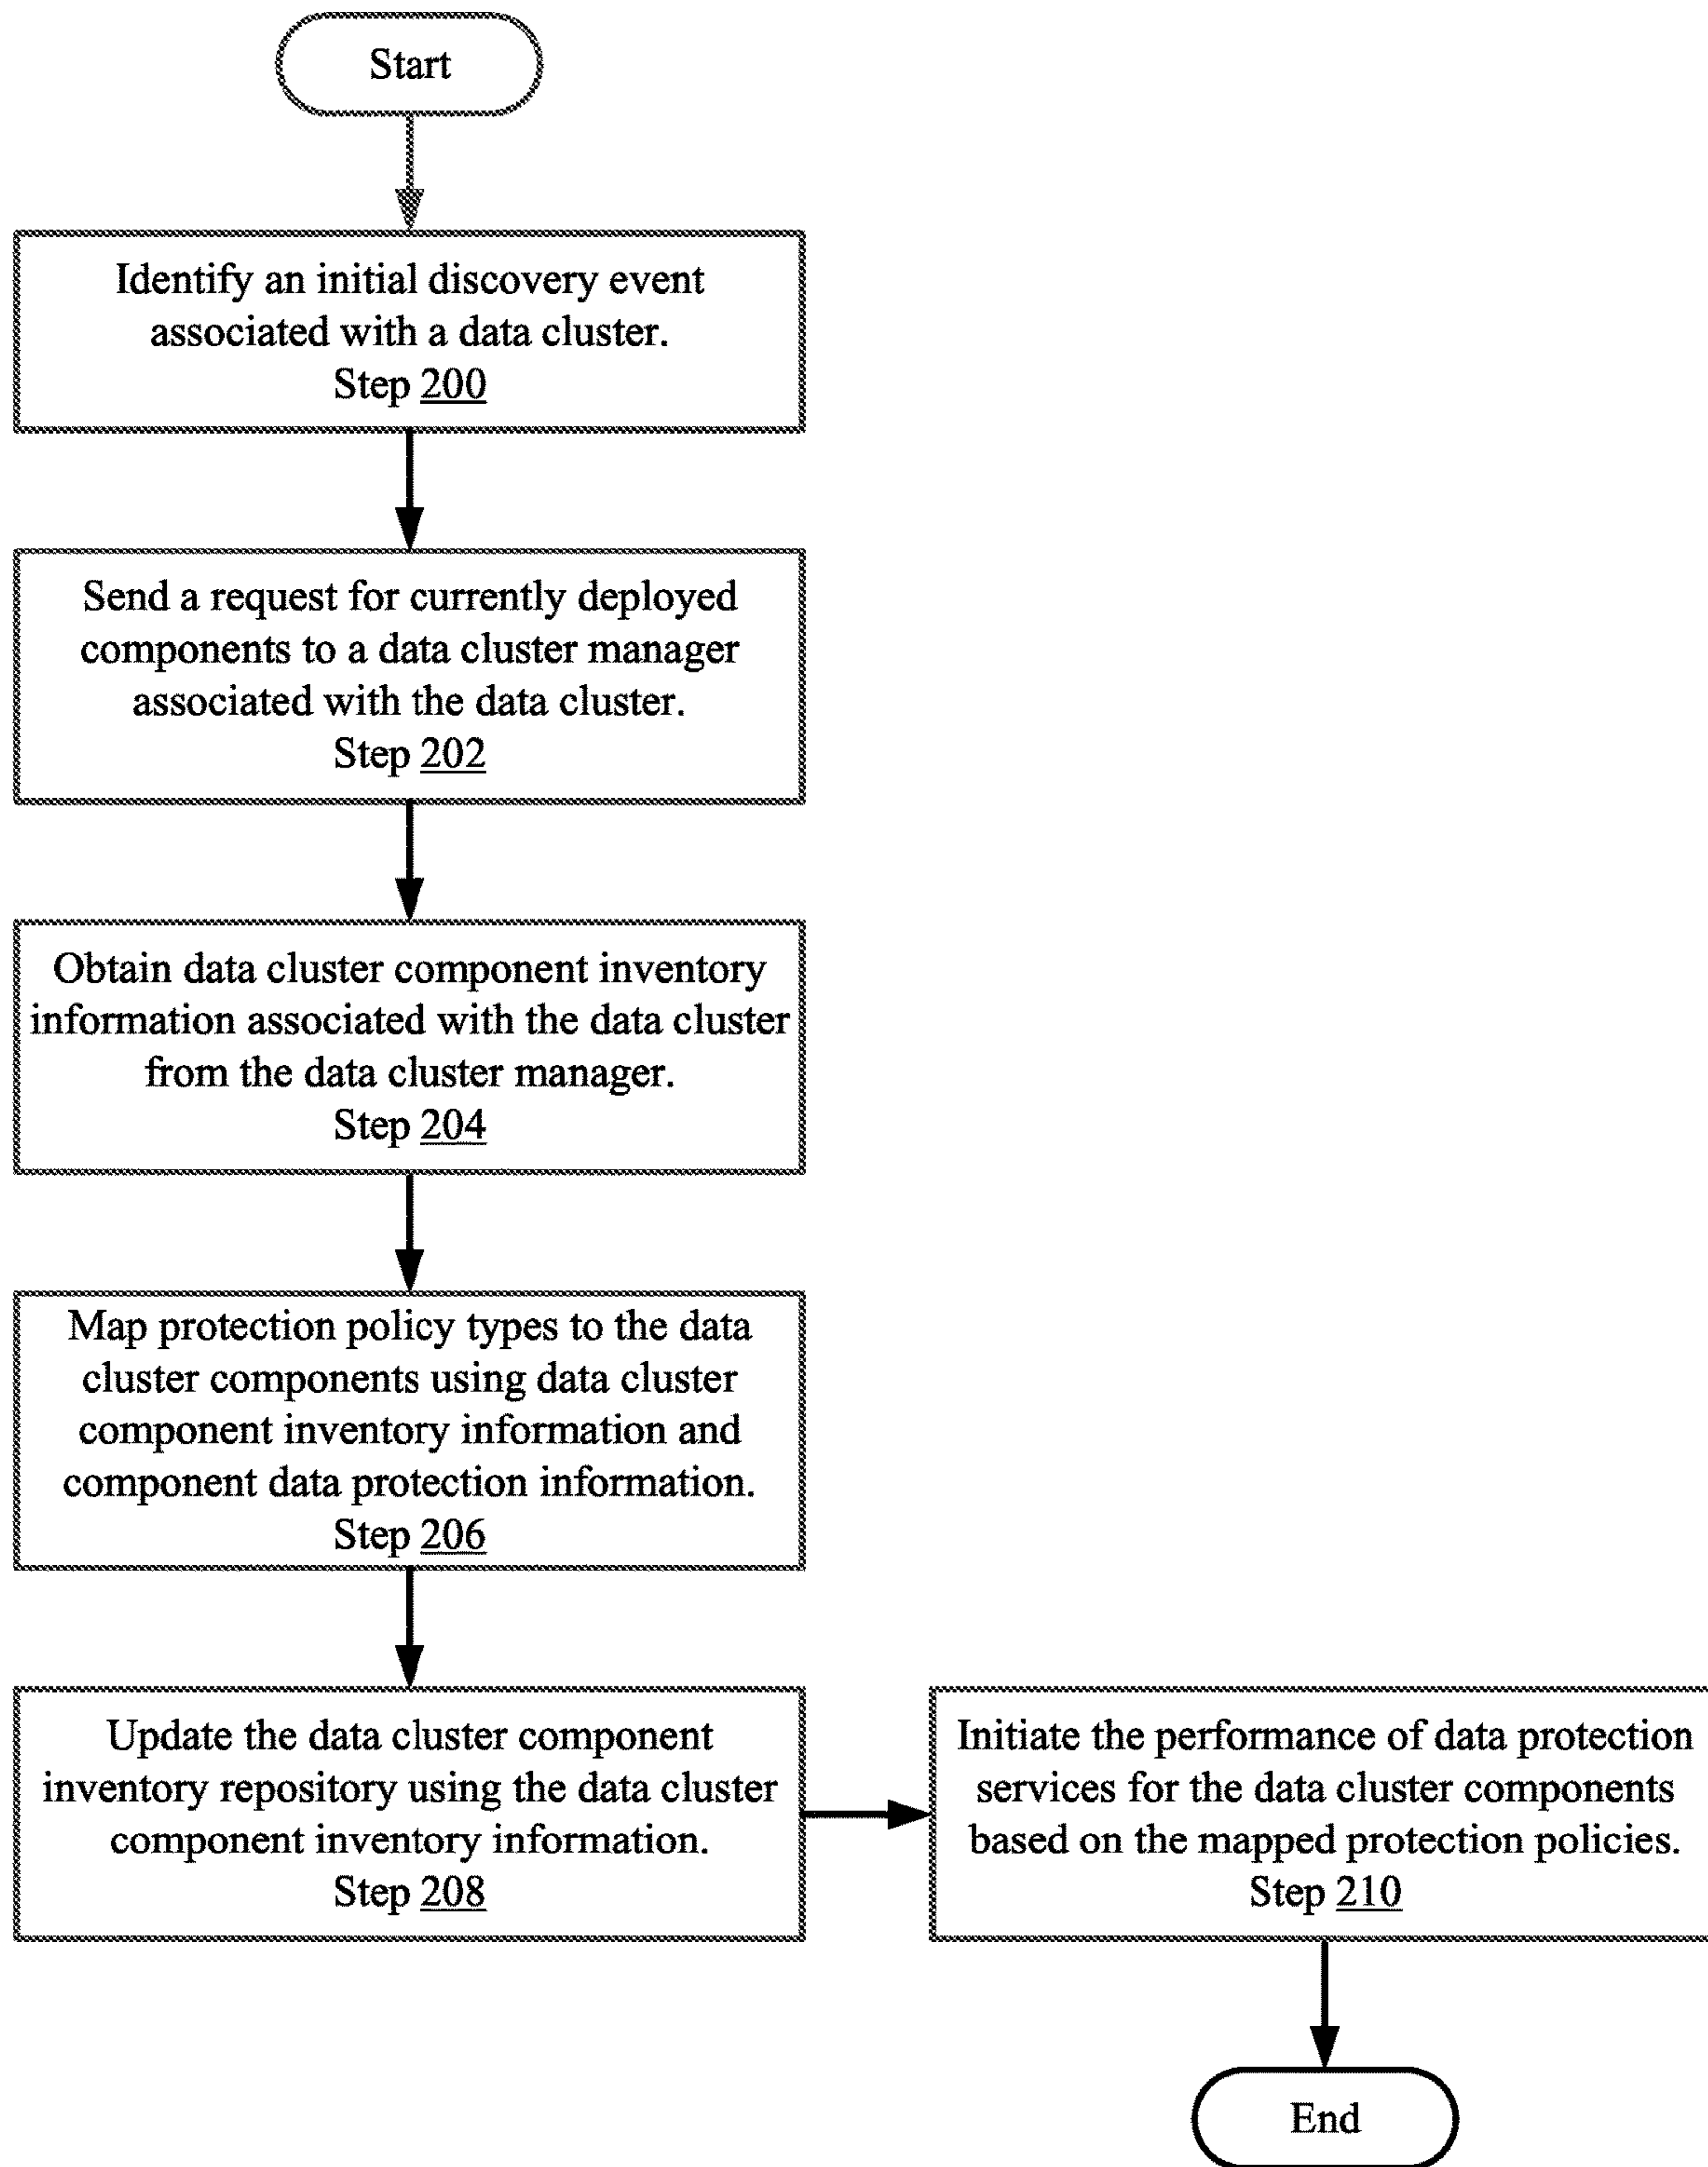 Start
Identify an initial discovery event
associated with a data cluster.
Step 200
Send a request for currently deployed
components to a data cluster manager
associated with the data cluster.
Step 202
Obtain data cluster component inventory
information associated with the data cluster
from the data cluster manager.
Step 204
Map protection policy types to the data
cluster components using data cluster
component inventory information and
component data protection information.
Step 206
Update the data cluster component
inventory repository using the data cluster
component inventory information.
Step 208
Initiate the performance of data protection
services for the data cluster components
based on the mapped protection policies.
Step 210
End